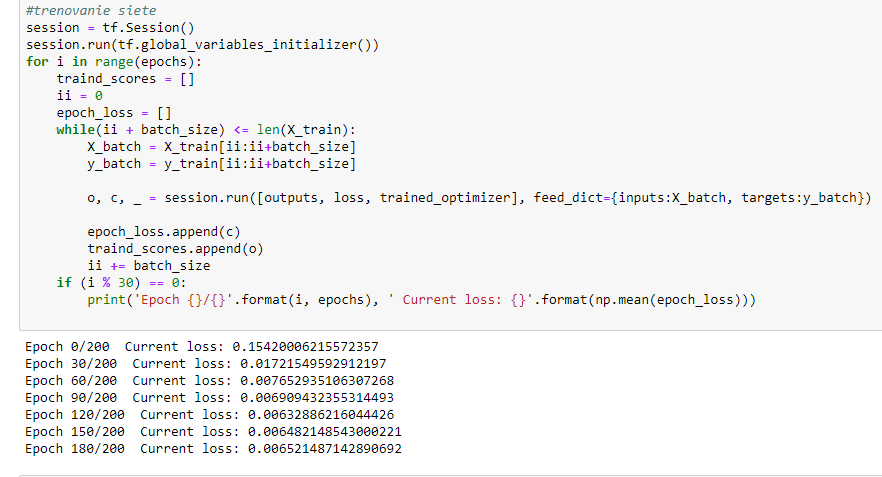 #trenovanie siete
session = tf.Session()
session.run(tf.global_variables_initializer())
for i in range(epochs):
    traind_scores = []
    ii = 0
    epoch_loss = []
    while(ii + batch_size) <= len(X_train):
        X_batch = X_train[ii:ii+batch_size]
        y_batch = y_train[ii:ii+batch_size]

        o, c, _ = session.run([outputs, loss, trained_optimizer], feed_dict={inputs:X_batch, targets:y_batch})

        epoch_loss.append(c)
        traind_scores.append(o)
        ii += batch_size
    if (i % 30) == 0:
        print('Epoch {}/{}'.format(i, epochs), ' Current loss: {}'.format(np.mean(epoch_loss)))

Epoch 0/200  Current loss: 0.15420006215572357
Epoch 30/200  Current loss: 0.01721549592912197
Epoch 60/200  Current loss: 0.007652935106307268
Epoch 90/200  Current loss: 0.006909432355314493
Epoch 120/200  Current loss: 0.00632886216044426
Epoch 150/200  Current loss: 0.006482148543000221
Epoch 180/200  Current loss: 0.006521487142890692